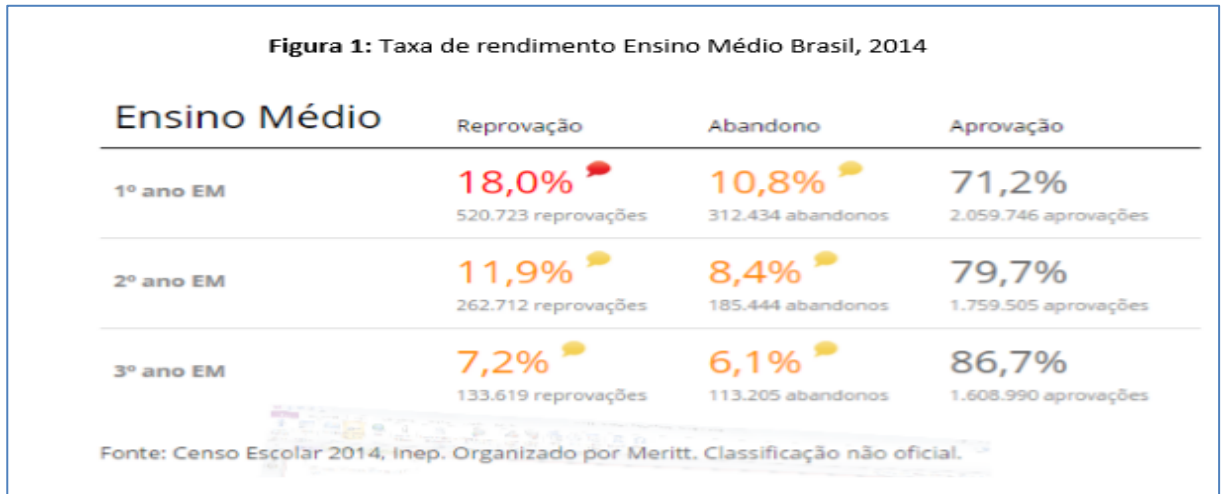 Figura 1: Taxa de rendimento Ensino Médio Brasil, 2014
Ensino Médio Reprovação Abandono Aprovação
1º ano EM 18,0% 10,8% 71,2%
520.723 reprovações 312.434 abandonos 2.059.746 aprovações
2º ano EM 11,9% 8,4% 79,7%
262.712 reprovações 185.444 abandonos 1.759.505 aprovações
3º ano EM 7,2% 6,1% 86,7%
133.619 reprovações 113.205 abandonos 1.608.990 aprovações
Fonte: Censo Escolar 2014, Inep. Organizado por Meritt. Classificação não oficial.